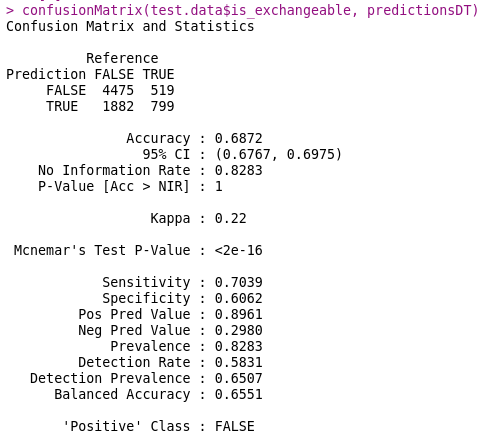 > confusionMatrix(test.data$is_exchangeable, predictionsDT)
Confusion Matrix and Statistics
Reference
Prediction FALSE TRUE
FALSE 4475 519
TRUE 1882 799
Accuracy : 0.6872
95% CI : (0.6767, 0.6975)
No Information Rate : 0.8283
P-Value [Acc > NIR] : 1
Kappa : 0.22
Mcnemar's Test P-Value : <2e-16
Sensitivity : 0.7039
Specificity : 0.6062
Pos Pred Value : 0.8961
Neg Pred Value : 0.2980
Prevalence : 0.8283
Detection Rate : 0.5831
Detection Prevalence : 0.6507
Balanced Accuracy : 0.6551
'Positive' Class : FALSE